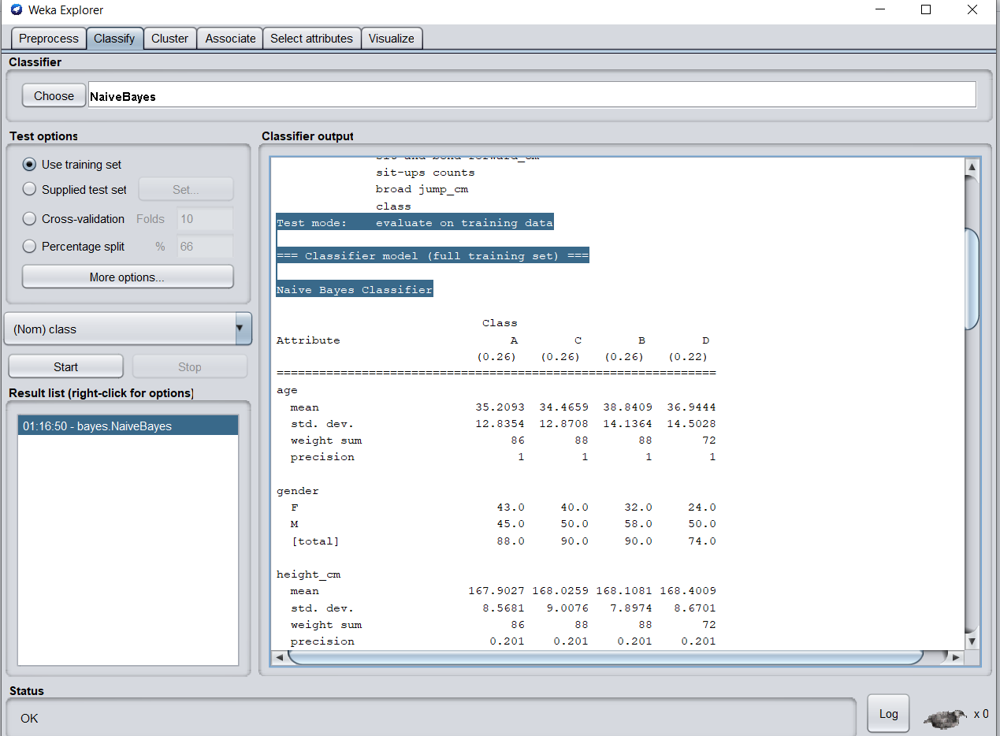 Weka Explorer
Preprocess Classify Cluster Associate Select attributes Visualize
Classifier
Choose NaiveBayes
Test options
Use training set
Supplied test set Set...
Cross-validation Folds 10
Percentage split % 66
More options...
(Nom) class
Start Stop
Result list (right-click for options)
01:16:50 - bayes.NaiveBayes
Classifier output
sit and bend forward_cm
sit-ups counts
broad jump_cm
class
Test mode: evaluate on training data
=== Classifier model (full training set) ===
Naive Bayes Classifier
Class
Attribute A C B D
(0.26) (0.26) (0.26) (0.22)
==============================================================
age
mean 35.2093 34.4659 38.8409 36.9444
std. dev. 12.8354 12.8708 14.1364 14.5028
weight sum 86 88 88 72
precision 1 1 1 1
gender
F 43.0 40.0 32.0 24.0
M 45.0 50.0 58.0 50.0
[total] 88.0 90.0 90.0 74.0
height_cm
mean 167.9027 168.0259 168.1081 168.4009
std. dev. 8.5681 9.0076 7.8974 8.6701
weight sum 86 88 88 72
precision 0.201 0.201 0.201 0.201
Status
OK
Log
x 0